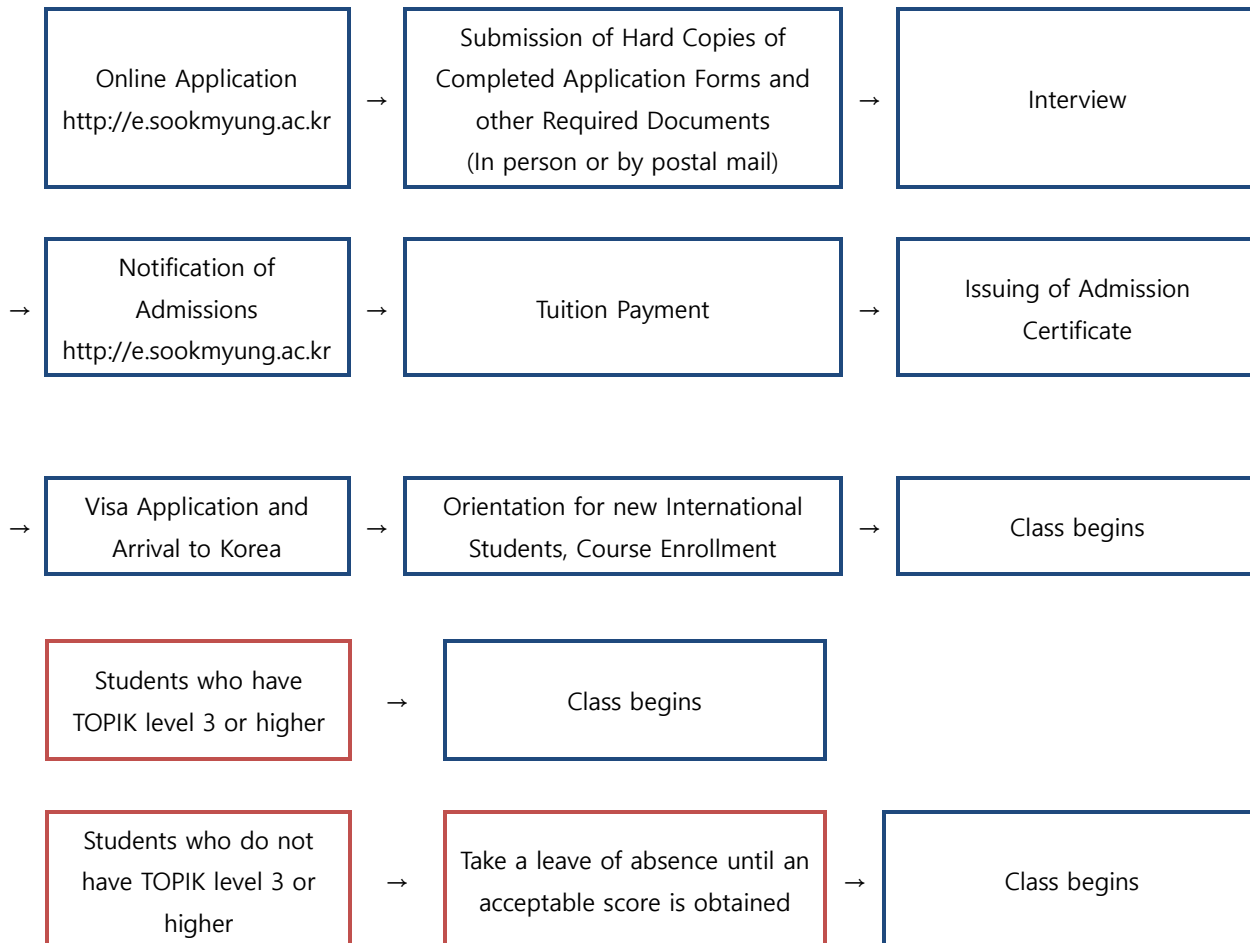 Online Application
http://e.sookmyung.ac.kr
→
Submission of Hard Copies of
Completed Application Forms and
other Required Documents
(In person or by postal mail)
→
Interview
→
Notification of
Admissions
http://e.sookmyung.ac.kr
→
Tuition Payment
→
Issuing of Admission
Certificate
→
Visa Application and
Arrival to Korea
→
Orientation for new International
Students, Course Enrollment
→
Class begins
Students who have
TOPIK level 3 or higher
→
Class begins
Students who do not
have TOPIK level 3 or
higher
→
Take a leave of absence until an
acceptable score is obtained
→
Class begins